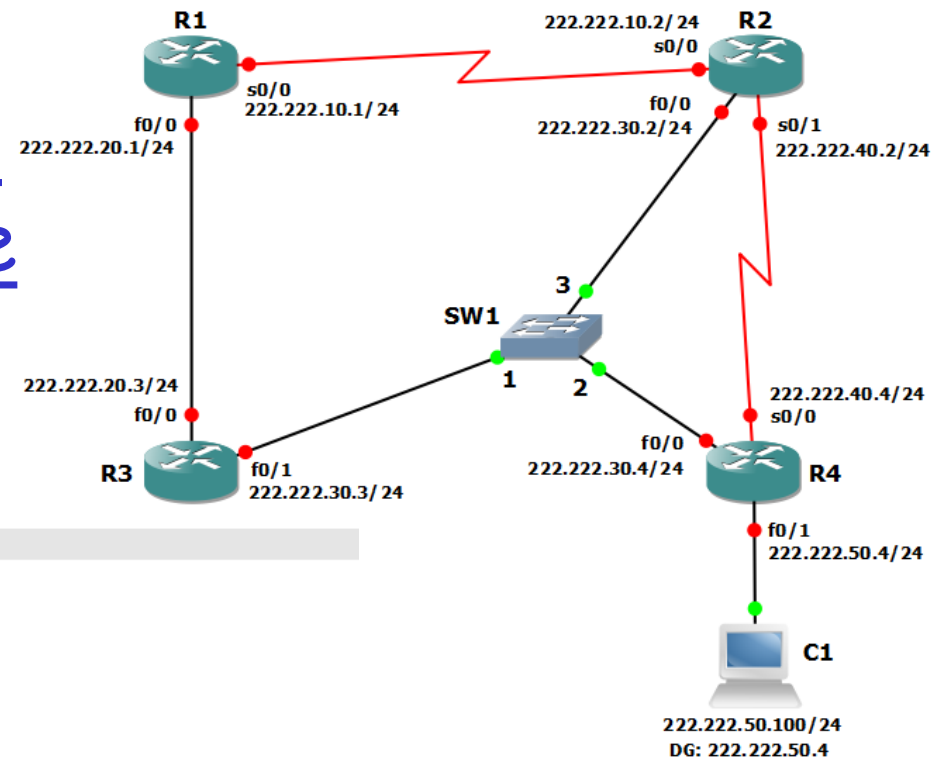 R1
222.222.10.2/24
R2
s0/0
s0/0
222.222.10.1/24
f0/0
222.222.20.1/24
f0/0
222.222.30.2/24
s0/1
222.222.40.2/24
3
SW1
1
2
222.222.20.3/24
f0/0
222.222.40.4/24
s0/0
R3
f0/1
222.222.30.3/24
f0/0
222.222.30.4/24
R4
f0/1
222.222.50.4/24
C1
222.222.50.100/24
DG: 222.222.50.4